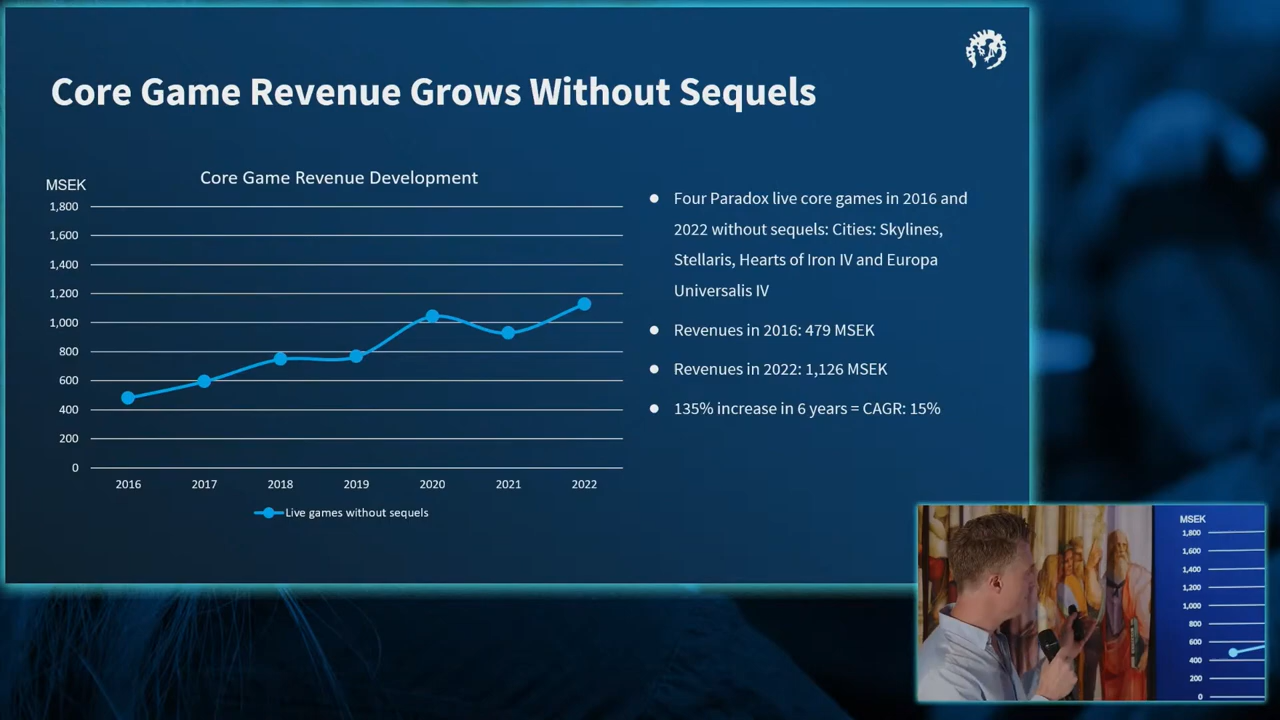 Core Game Revenue Grows Without Sequels
Core Game Revenue Development
MSEK
1,800
1,600
1,400
1,200
1,000
800
600
400
200
0
2016 2017 2018 2019 2020 2021 2022
Live games without sequels
Four Paradox live core games in 2016 and
2022 without sequels: Cities: Skylines,
Stellaris, Hearts of Iron IV and Europa
Universalis IV
Revenues in 2016: 479 MSEK
Revenues in 2022: 1,126 MSEK
135% increase in 6 years = CAGR: 15%
MSEK
1,800
1,600
1,400
1,200
1,000
800
600
400
200
0